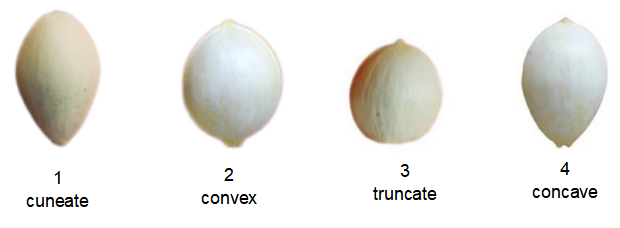 1
cuneate
2
convex
3
truncate
4
concave